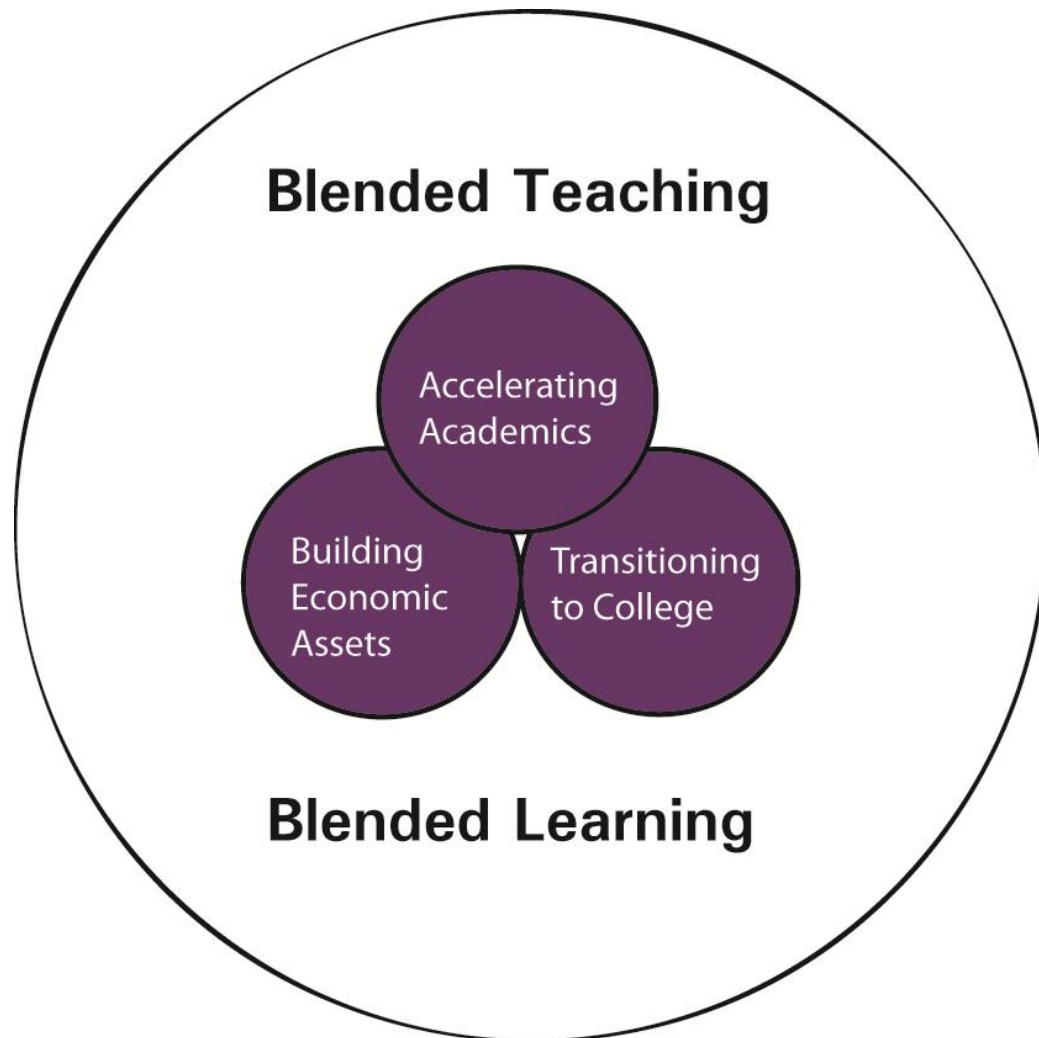 Blended Teaching
Accelerating
Academics
Building
Economic
Assets
Transitioning
to College
Blended Learning